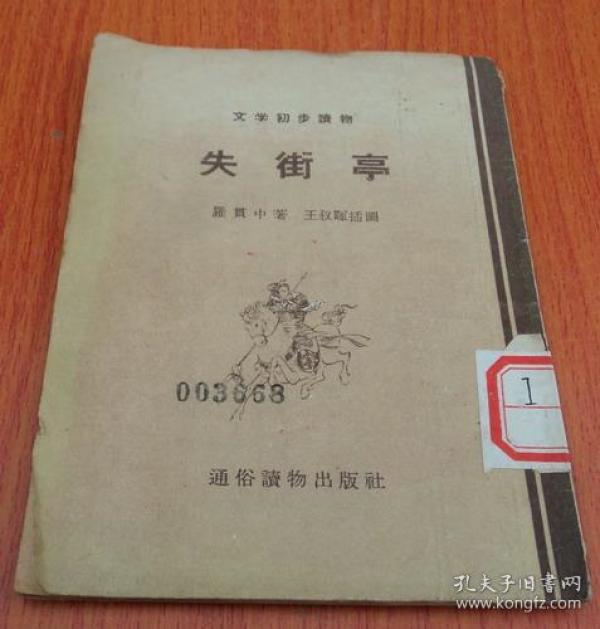 文学初步讀物
失街亭
羅貫中著 王叔暉插圖
003668
1
通俗讀物出版社
孔夫子旧书网
www.kongfz.com